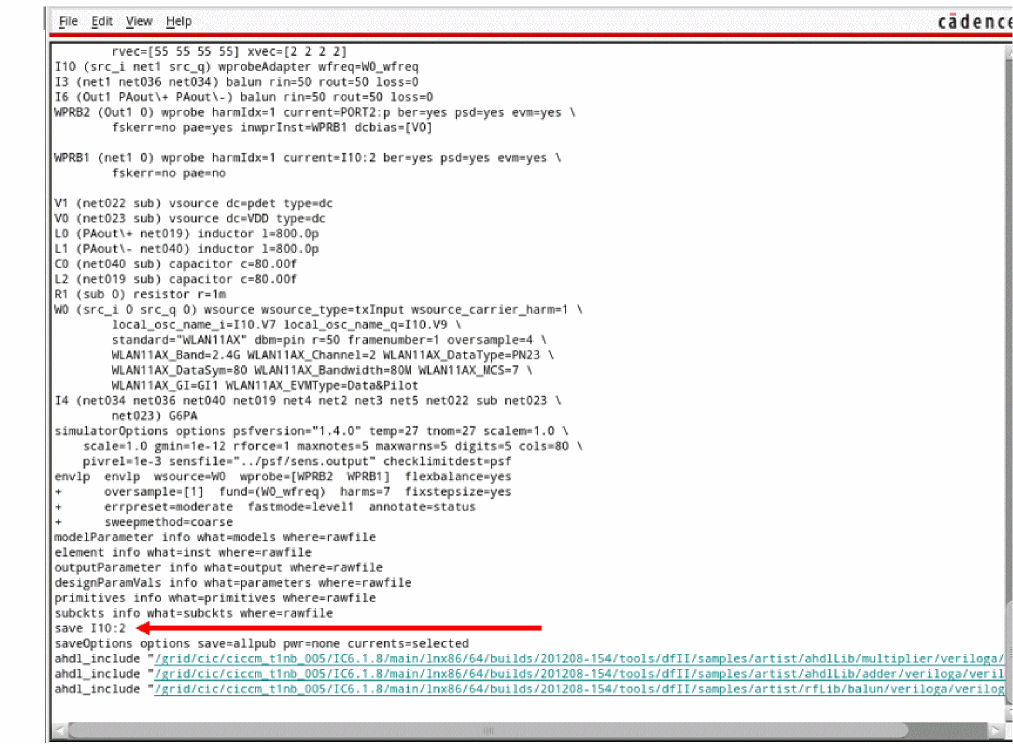 File Edit View Help
cādence
rvec=[55 55 55 55] xvec=[2 2 2 2]
I10 (src_i net1 src_q) wprobeAdapter wfreq=W0_wfreq
I3 (net1 net036 net034) balun rin=50 rout=50 loss=0
I6 (Out1 PAout\+ PAout\-) balun rin=50 rout=50 loss=0
WPRB2 (Out1 0) wprobe harmIdx=1 current=PORT2:p ber=yes psd=yes evm=yes \
fskerr=no pae=yes inwprInst=WPRB1 dcbias=[V0]
WPRB1 (net1 0) wprobe harmIdx=1 current=I10:2 ber=yes psd=yes evm=yes \
fskerr=no pae=no
V1 (net022 sub) vsource dc=pdet type=dc
V0 (net023 sub) vsource dc=VDD type=dc
L0 (PAout\+ net019) inductor l=800.0p
L1 (PAout\- net040) inductor l=800.0p
C0 (net040 sub) capacitor c=80.00f
L2 (net019 sub) capacitor c=80.00f
R1 (sub 0) resistor r=1m
W0 (src_i 0 src_q 0) wsource wsource_type=txInput wsource_carrier_harm=1 \
local_osc_name_i=I10.V7 local_osc_name_q=I10.V9 \
standard="WLAN11AX" dbm=pin r=50 framenumber=1 oversample=4 \
WLAN11AX_Band=2.4G WLAN11AX_Channel=2 WLAN11AX_DataType=PN23 \
WLAN11AX_DataSym=80 WLAN11AX_Bandwidth=80M WLAN11AX_MCS=7 \
WLAN11AX_GI=GI1 WLAN11AX_EVMType=Data&Pilot
I4 (net034 net036 net040 net019 net4 net2 net3 net5 net022 sub net023 \
net023) G6PA
simulatorOptions options psfversion="1.4.0" temp=27 tnom=27 scalem=1.0 \
scale=1.0 gmin=1e-12 rforce=1 maxnotes=5 maxwarns=5 digits=5 cols=80 \
pivrel=1e-3 sensfile="../psf/sens.output" checklimitdest=psf
envlp envlp wsource=W0 wprobe=[WPRB2 WPRB1] flexbalance=yes
+ oversample=[1] fund=(W0_wfreq) harms=7 fixstepsize=yes
+ errpreset=moderate fastmode=level1 annotate=status
+ sweepmethod=coarse
modelParameter info what=models where=rawfile
element info what=inst where=rawfile
outputParameter info what=output where=rawfile
designParamVals info what=parameters where=rawfile
primitives info what=primitives where=rawfile
subckts info what=subckts where=rawfile
save I10:2
saveOptions options save=allpub pwr=none currents=selected
ahdl_include "/grid/cic/ciccm_t1nb_005/IC6.1.8/main/lnx86/64/builds/201208-154/tools/dfII/samples/artist/ahdlLib/multiplier/veriloga/
ahdl_include "/grid/cic/ciccm_t1nb_005/IC6.1.8/main/lnx86/64/builds/201208-154/tools/dfII/samples/artist/ahdlLib/adder/veriloga/veril
ahdl_include "/grid/cic/ciccm_t1nb_005/IC6.1.8/main/lnx86/64/builds/201208-154/tools/dfII/samples/artist/rfLib/balun/veriloga/verilog